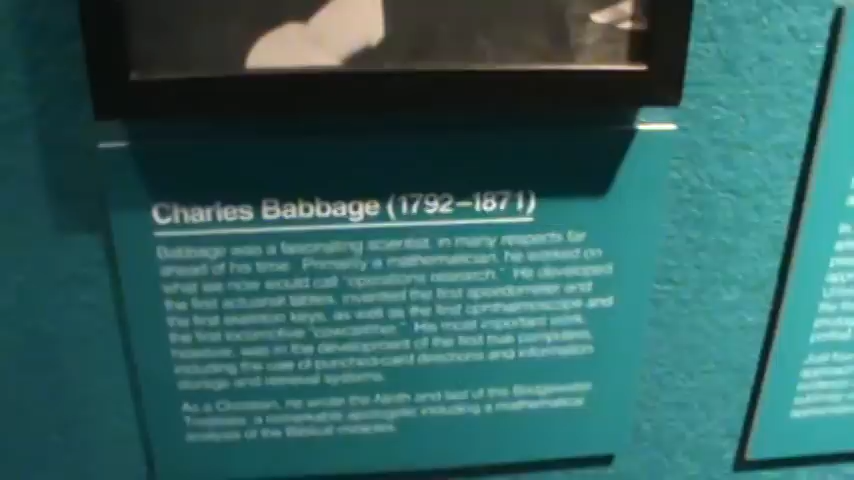 Charles Babbage (1792–1871)
Babbage was a fascinating scientist, in many respects far
ahead of his time. Primarily a mathematician, he worked on
what we now would call "operations research." He developed
the first actuarial tables, invented the first speedometer and
the first skeleton keys, as well as the first ophthalmoscope and
the first locomotive "cowcatcher." His most important work,
however, was in the development of the first true computers,
including the use of punched-card directions and information
storage and retrieval systems.
As a Christian, he wrote the Ninth and last of the Bridgewater
Treatises, a remarkable apologetic including a mathematical
analysis of the Biblical miracles.